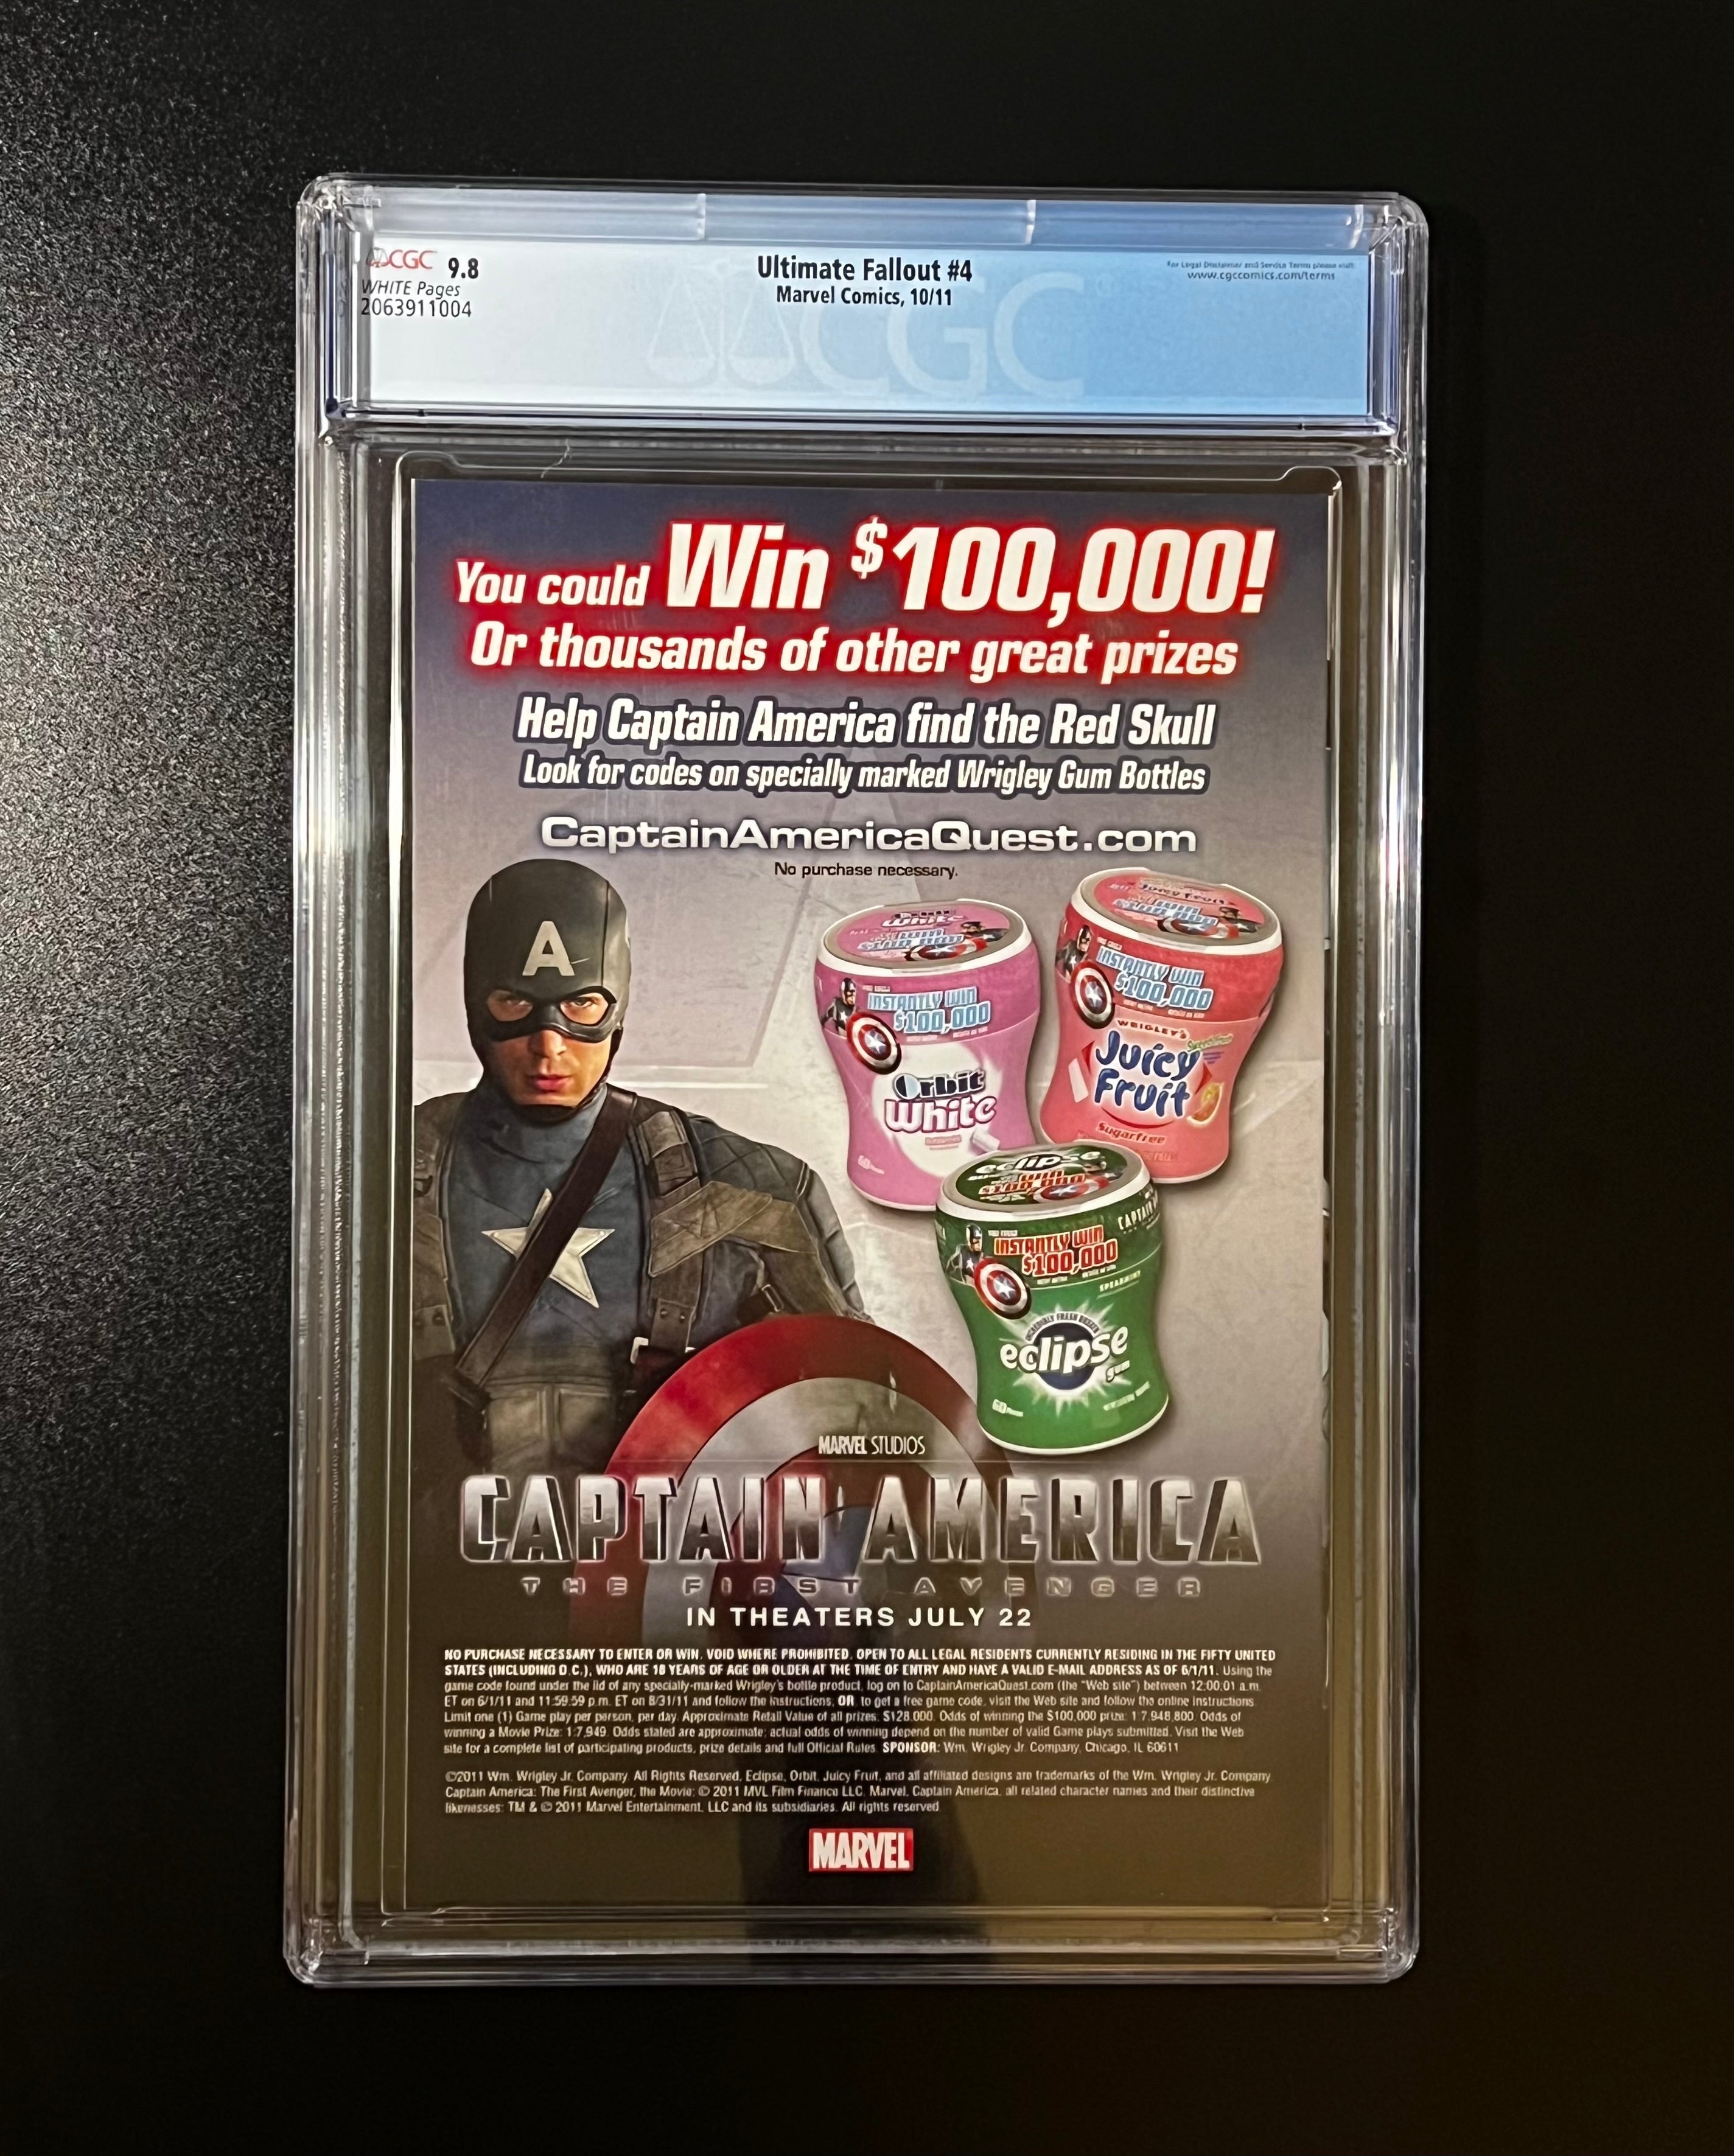 CGC 9.8
WHITE Pages
2063911004
Ultimate Fallout #4
Marvel Comics, 10/11
For Legal Disclaimer and Service Terms please visit:
www.cgccomics.com/terms
CGC
You could Win $100,000!
Or thousands of other great prizes
Help Captain America find the Red Skull
Look for codes on specially marked Wrigley Gum Bottles
CaptainAmericaQuest.com
No purchase necessary.
A
White
INSTANTLY WIN
$100,000
Orbit
White
60
Juicy Fruit
INSTANTLY WIN
$100,000
WRIGLEY'S
Juicy
Fruit
Sugarfree
eclipse
WIN
$100,000
CAPTAIN
INSTANTLY WIN
$100,000
SPEARMINT
eclipse
gum
60
MARVEL STUDIOS
CAPTAIN AMERICA
THE FIRST AVENGER
IN THEATERS JULY 22
NO PURCHASE NECESSARY TO ENTER OR WIN. VOID WHERE PROHIBITED. OPEN TO ALL LEGAL RESIDENTS CURRENTLY RESIDING IN THE FIFTY UNITED
STATES (INCLUDING D.C.), WHO ARE 18 YEARS OF AGE OR OLDER AT THE TIME OF ENTRY AND HAVE A VALID E-MAIL ADDRESS AS OF 6/1/11. Using the
game code found under the lid of any specially-marked Wrigley's bottle product, log on to CaptainAmericaQuest.com (the "Web site") between 12:00:01 a.m.
ET on 6/1/11 and 11:59:59 p.m. ET on 8/31/11 and follow the instructions; OR to get a free game code, visit the Web site and follow the online instructions.
Limit one (1) Game play per person, per day. Approximate Retail Value of all prizes: $128,000. Odds of winning the $100,000 prize: 1:7,948,800. Odds of
winning a Movie Prize: 1:7,949. Odds stated are approximate; actual odds of winning depend on the number of valid Game plays submitted. Visit the Web
site for a complete list of participating products, prize details and full Official Rules. SPONSOR: Wm. Wrigley Jr. Company, Chicago, IL 60611
©2011 Wm. Wrigley Jr. Company. All Rights Reserved. Eclipse, Orbit, Juicy Fruit, and all affiliated designs are trademarks of the Wm. Wrigley Jr. Company
Captain America: The First Avenger, the Movie: © 2011 MVL Film Finance LLC. Marvel, Captain America, all related character names and their distinctive
likenesses: TM & © 2011 Marvel Entertainment, LLC and its subsidiaries. All rights reserved.
MARVEL